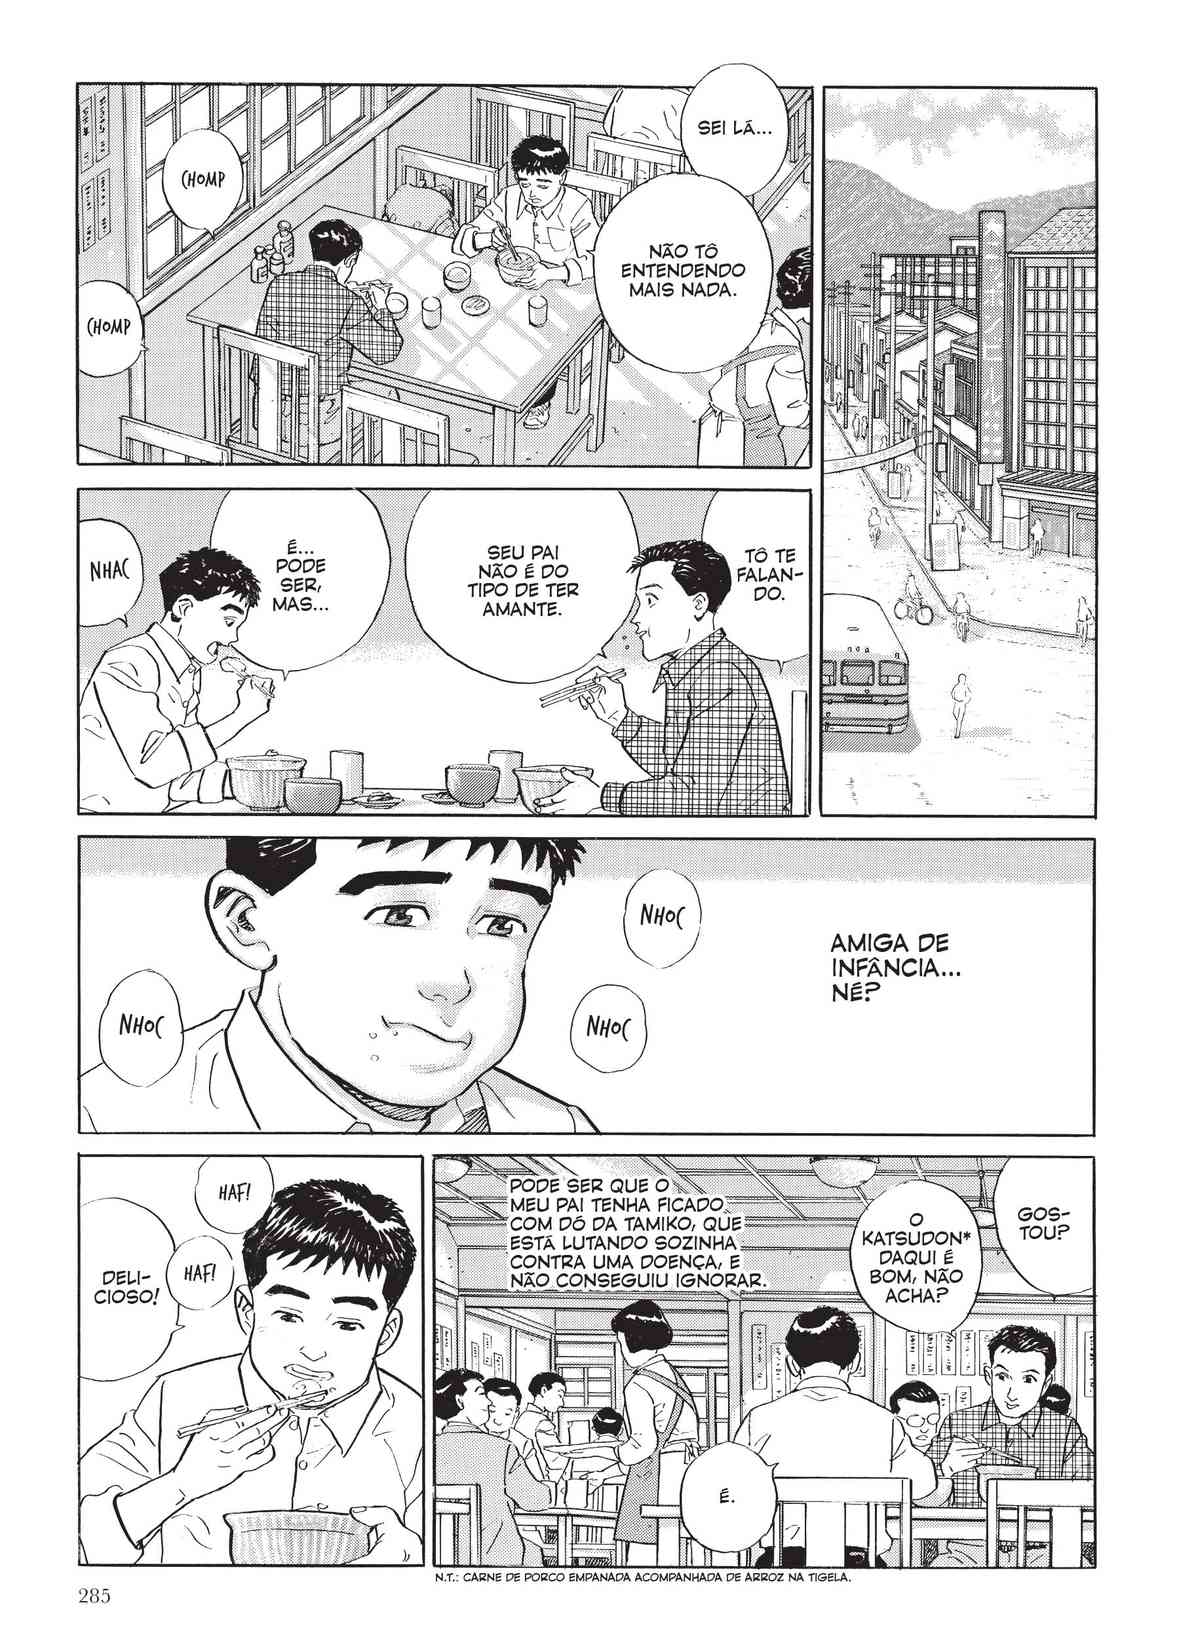 SEI LÁ...
NÃO TÔ
ENTENDENDO
MAIS NADA.
CHOMP
CHOMP
TÔ TE
FALAN-
DO.
SEU PAI
NÃO É DO
TIPO DE TER
AMANTE.
É...
PODE
SER,
MAS...
NHAC
AMIGA DE
INFÂNCIA...
NÉ?
NHOC
NHOC
NHOC
GOS-
TOU?
O
KATSUDON*
DAQUI É
BOM, NÃO
ACHA?
PODE SER QUE O
MEU PAI TENHA FICADO
COM DÓ DA TAMIKO, QUE
ESTÁ LUTANDO SOZINHA
CONTRA UMA DOENÇA, E
NÃO CONSEGUIU IGNORAR.
É.
HAF!
HAF!
DELI-
CIOSO!
N.T.: CARNE DE PORCO EMPANADA ACOMPANHADA DE ARROZ NA TIGELA.
285